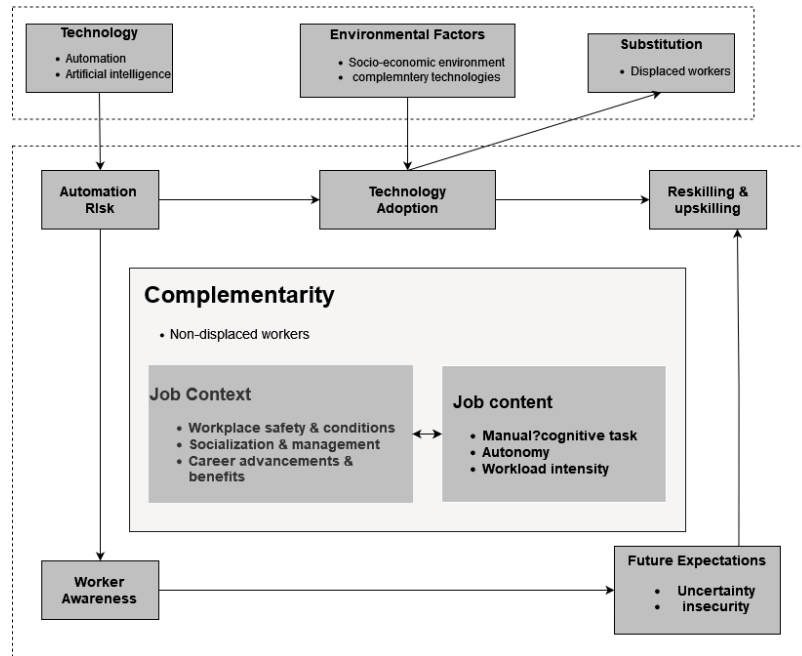 Technology
Automation
Artificial intelligence
Environmental Factors
Socio-economic environment
complemntery technologies
Substitution
Displaced workers
Automation
RIsk
Technology
Adoption
Reskilling &
upskilling
Complementarity
Non-displaced workers
Job Context
Workplace safety & conditions
Socialization & management
Career advancements &
benefits
Job content
Manual?cognitive task
Autonomy
Workload intensity
Worker
Awareness
Future Expectations
Uncertainty
insecurity